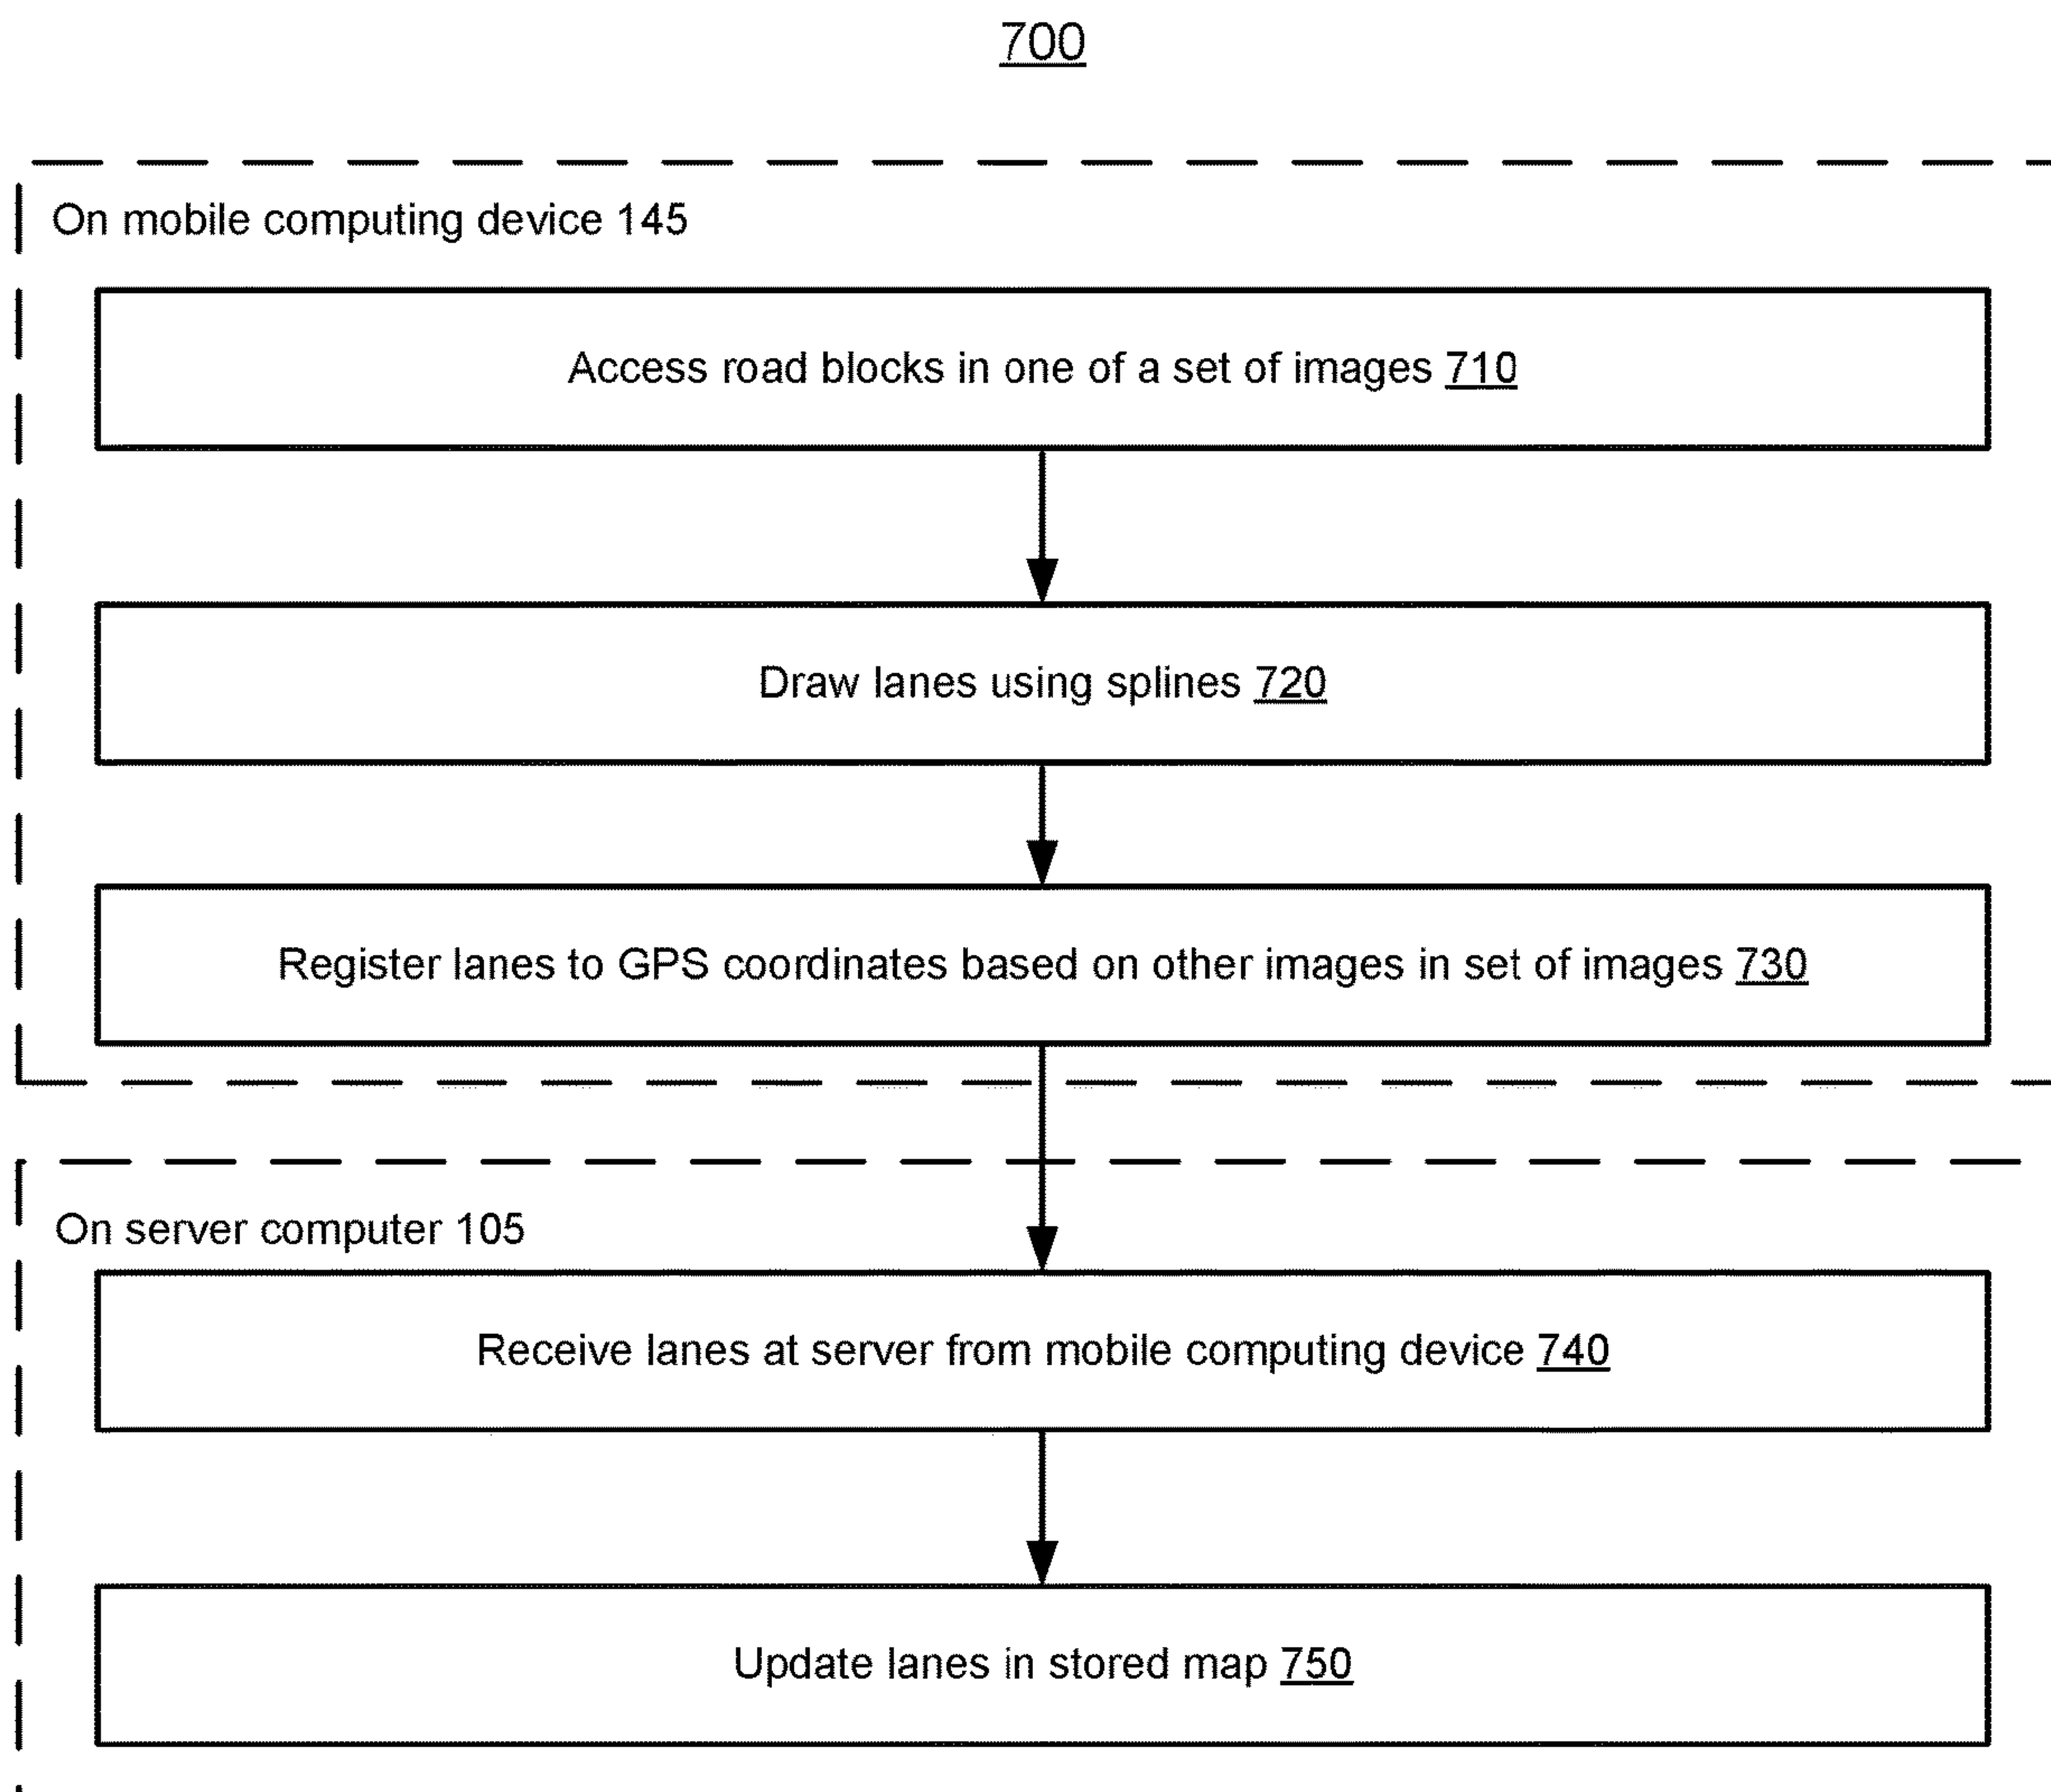 700
On mobile computing device 145
Access road blocks in one of a set of images 710
Draw lanes using splines 720
Register lanes to GPS coordinates based on other images in set of images 730
On server computer 105
Receive lanes at server from mobile computing device 740
Update lanes in stored map 750